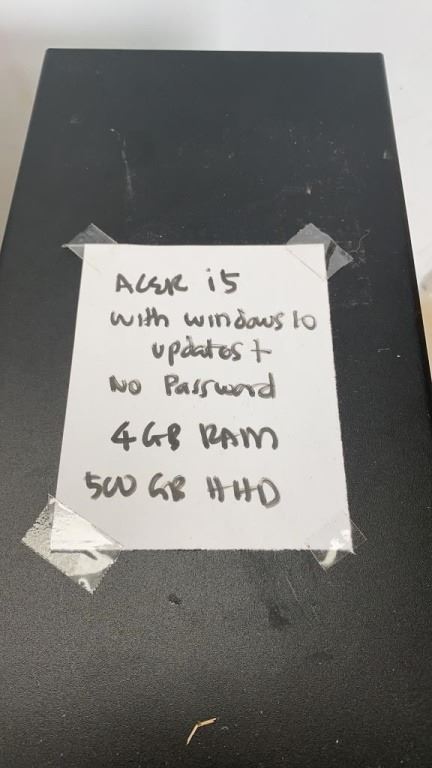 ACER i5
with windows 10
updates +
No Password
4GB RAM
500 GB HHD